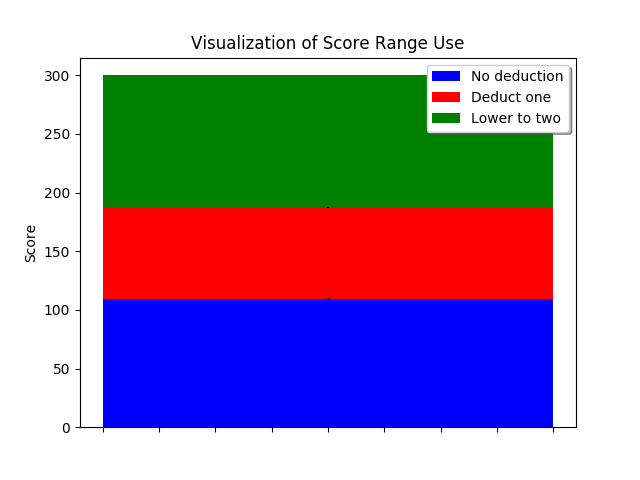 Visualization of Score Range Use
No deduction
Deduct one
Lower to two
300
250
200
150
100
50
0
Score